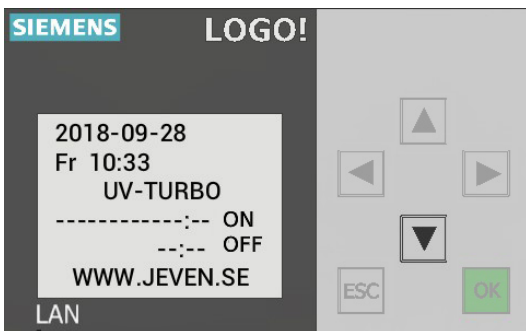 SIEMENS LOGO!
2018-09-28
Fr 10:33
UV-TURBO
------------:-- ON
--:-- OFF
WWW.JEVEN.SE
LAN
ESC OK